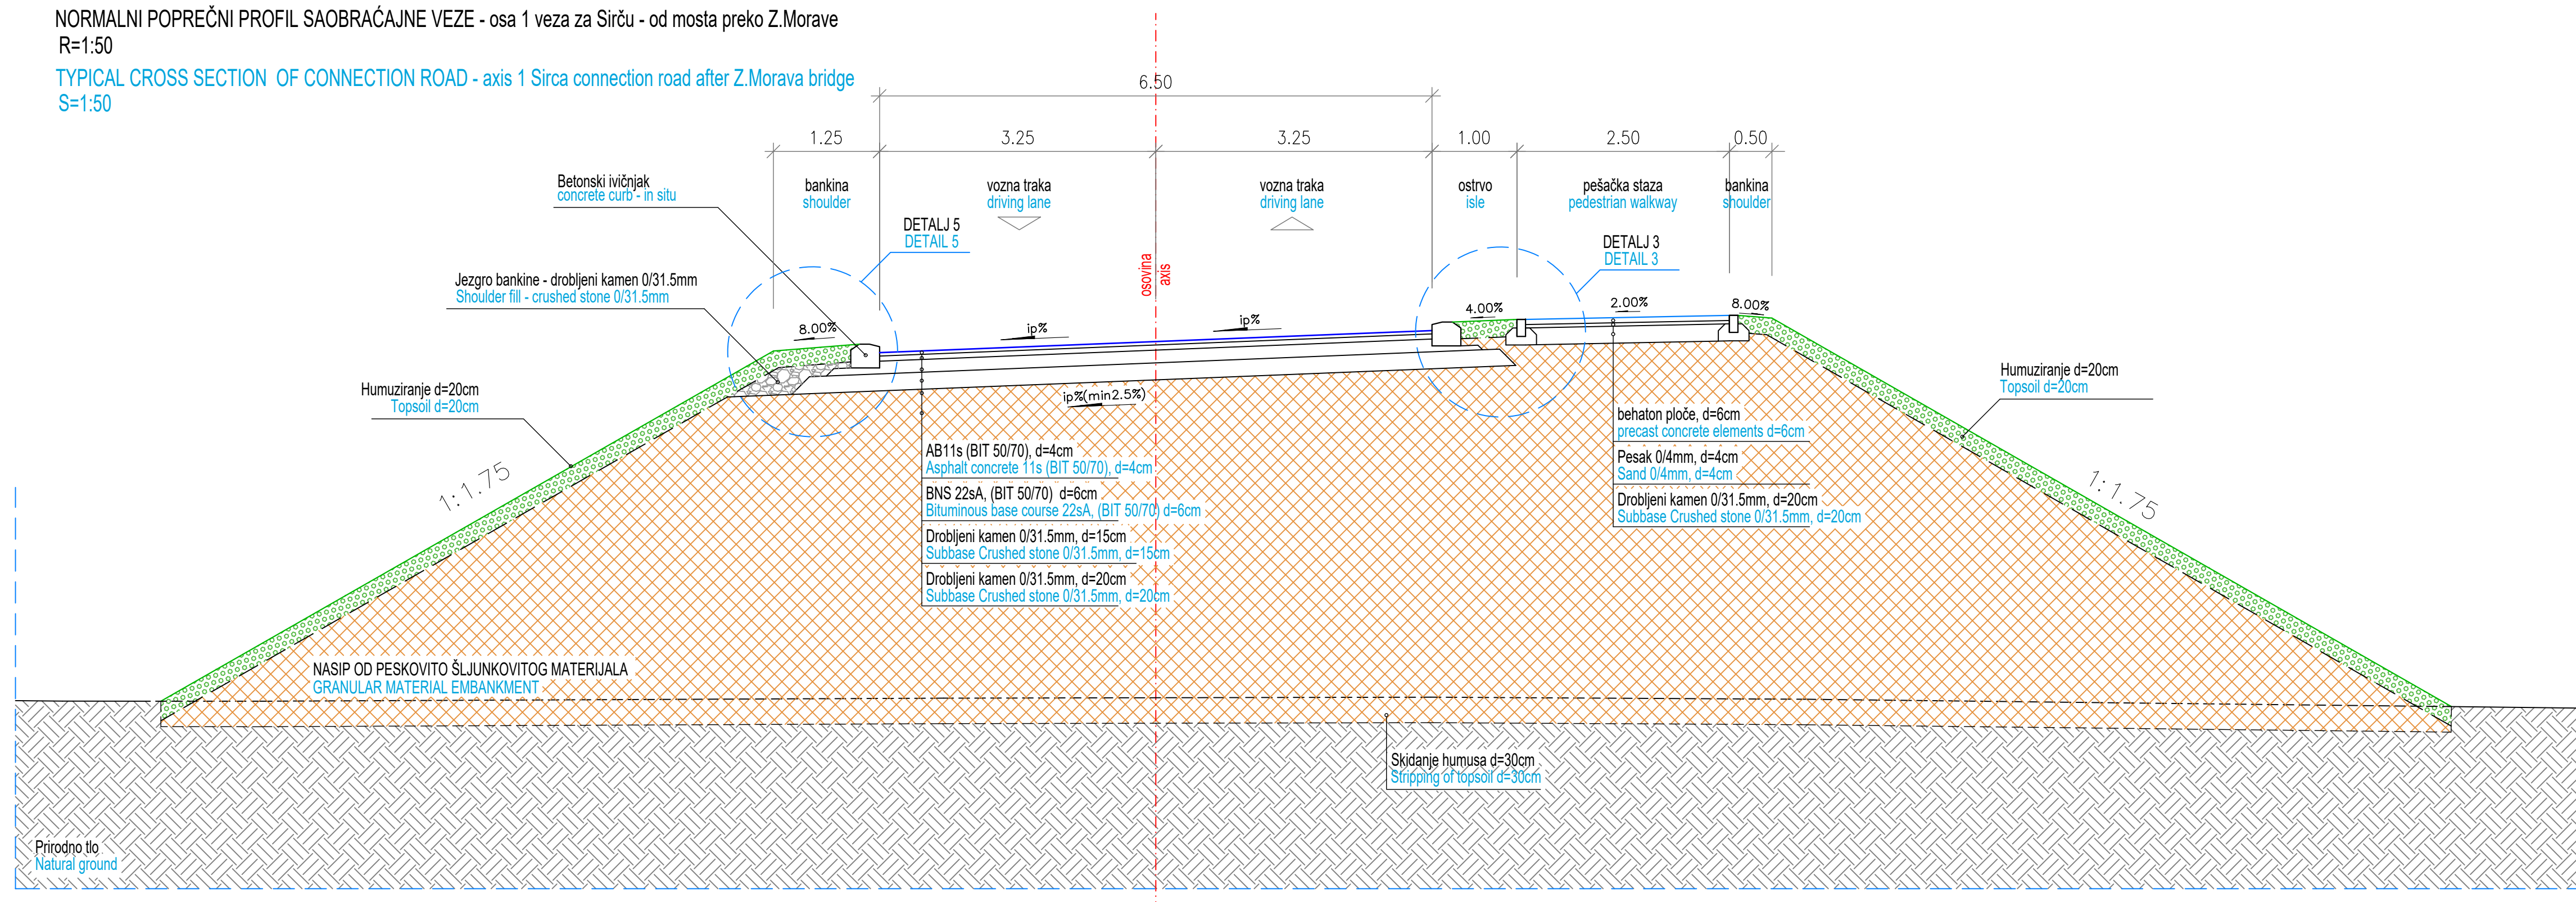 NORMALNI POPREČNI PROFIL SAOBRAĆAJNE VEZE - osa 1 veza za Sirču - od mosta preko Z.Morave
R=1:50
TYPICAL CROSS SECTION  OF CONNECTION ROAD - axis 1 Sirca connection road after Z.Morava bridge
S=1:50
6.50
1.25
3.25
3.25
1.00
2.50
0.50
Betonski ivičnjak
concrete curb - in situ
bankina
shoulder
vozna traka
driving lane
vozna traka
driving lane
ostrvo
isle
pešačka staza
pedestrian walkway
bankina
shoulder
DETALJ 5
DETAIL 5
DETALJ 3
DETAIL 3
osovina
axis
Jezgro bankine - drobljeni kamen 0/31.5mm
Shoulder fill - crushed stone 0/31.5mm
8.00%
ip%
ip%
4.00%
2.00%
8.00%
ip%(min2.5%)
Humuziranje d=20cm
Topsoil d=20cm
Humuziranje d=20cm
Topsoil d=20cm
1:1.75
1:1.75
AB11s (BIT 50/70), d=4cm
Asphalt concrete 11s (BIT 50/70), d=4cm
BNS 22sA, (BIT 50/70)  d=6cm
Bituminous base course 22sA, (BIT 50/70) d=6cm
Drobljeni kamen 0/31.5mm, d=15cm
Subbase Crushed stone 0/31.5mm, d=15cm
Drobljeni kamen 0/31.5mm, d=20cm
Subbase Crushed stone 0/31.5mm, d=20cm
behaton ploče, d=6cm
precast concrete elements d=6cm
Pesak 0/4mm, d=4cm
Sand 0/4mm, d=4cm
Drobljeni kamen 0/31.5mm, d=20cm
Subbase Crushed stone 0/31.5mm, d=20cm
NASIP OD PESKOVITO ŠLJUNKOVITOG MATERIJALA
GRANULAR MATERIAL EMBANKMENT
Skidanje humusa d=30cm
Stripping of topsoil d=30cm
Prirodno tlo
Natural ground